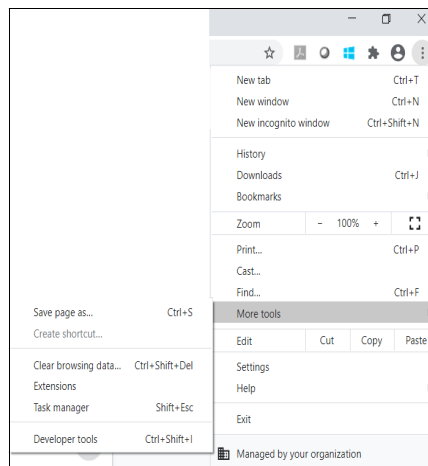 New tab Ctrl+T
New window Ctrl+N
New incognito window Ctrl+Shift+N
History
Downloads Ctrl+J
Bookmarks
Zoom - 100% +
Print... Ctrl+P
Cast...
Find... Ctrl+F
More tools
Edit Cut Copy Paste
Settings
Help
Exit
Managed by your organization
Save page as... Ctrl+S
Create shortcut...
Clear browsing data... Ctrl+Shift+Del
Extensions
Task manager Shift+Esc
Developer tools Ctrl+Shift+I